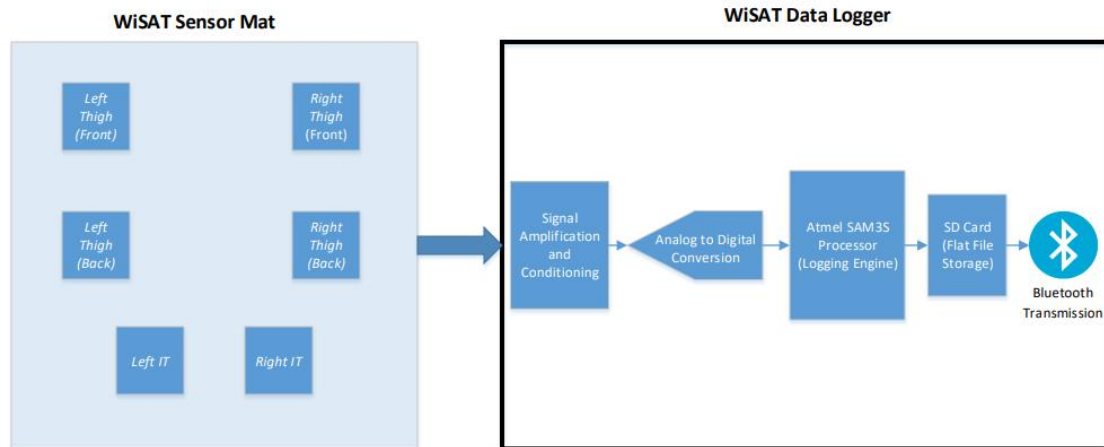 WiSAT Sensor Mat
WiSAT Data Logger
Left
Thigh
(Front)
Right
Thigh
(Front)
Left
Thigh
(Back)
Right
Thigh
(Back)
Left IT
Right IT
Signal
Amplification
and
Conditioning
Analog to Digital
Conversion
Atmel SAM3S
Processor
(Logging Engine)
SD Card
(Flat File
Storage)
Bluetooth
Transmission